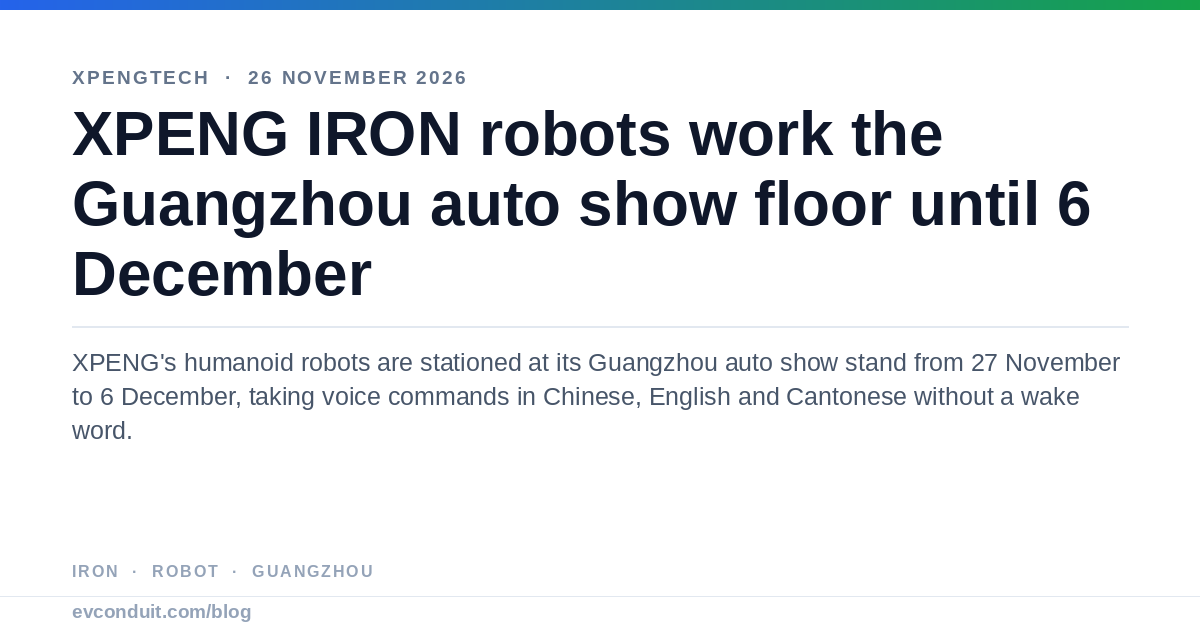 XPENGTECH · 26 NOVEMBER 2026
XPENG IRON robots work the
Guangzhou auto show floor until 6
December
XPENG's humanoid robots are stationed at its Guangzhou auto show stand from 27 November
to 6 December, taking voice commands in Chinese, English and Cantonese without a wake
word.
IRON · ROBOT · GUANGZHOU
evconduit.com/blog